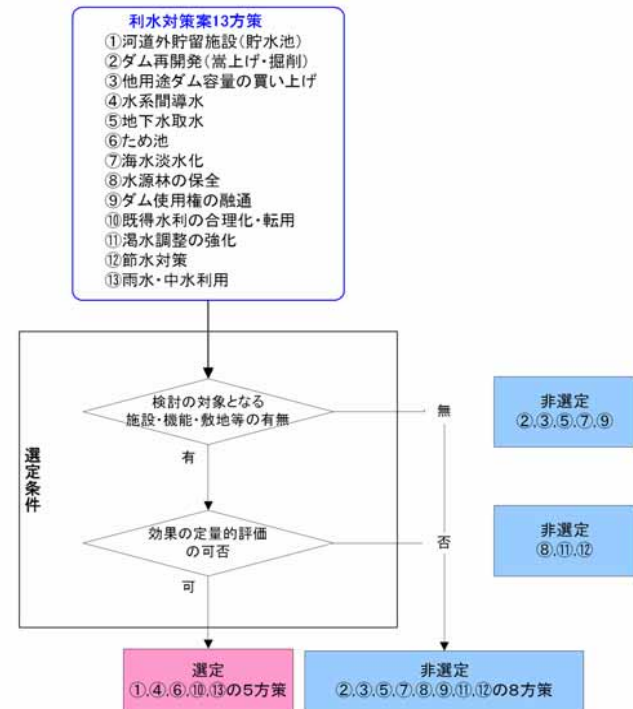 利水対策案13方策
①河道外貯留施設(貯水池)
②ダム再開発(嵩上げ・掘削)
③他用途ダム容量の買い上げ
④水系間導水
⑤地下水取水
⑥ため池
⑦海水淡水化
⑧水源林の保全
⑨ダム使用権の融通
⑩既得水利の合理化・転用
⑪渇水調整の強化
⑫節水対策
⑬雨水・中水利用
選定条件
検討の対象となる
施設・機能・敷地等の有無
無
有
非選定
②.③.⑤.⑦.⑨
効果の定量的評価
の可否
否
可
非選定
⑧.⑪.⑫
選定
①.④.⑥.⑩.⑬の5方策
非選定
②.③.⑤.⑦.⑧.⑨.⑪.⑫の8方策